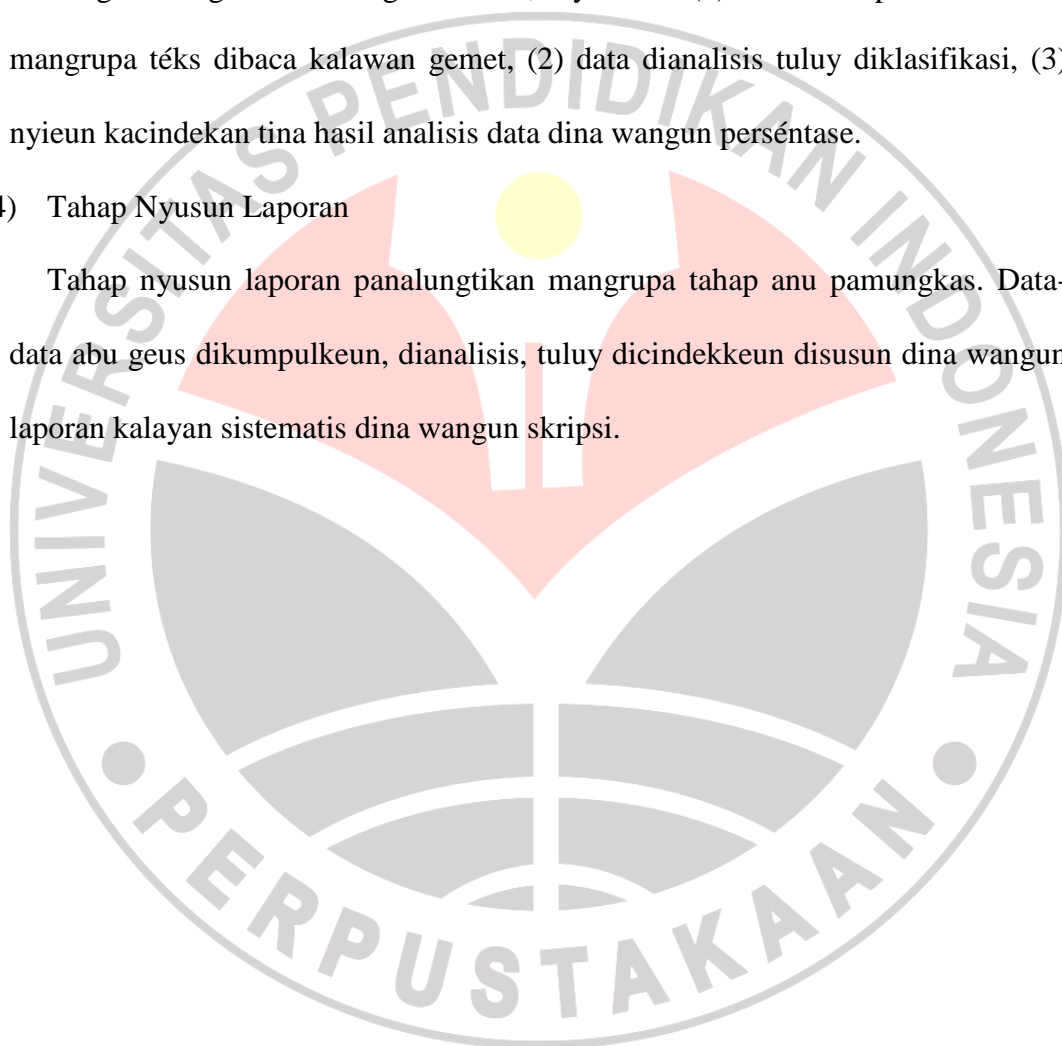 mangrupa téks dibaca kalawan gemet, (2) data dianalisis tuluy diklasifikasi, (3)
nyieun kacindekan tina hasil analisis data dina wangun perséntase.
4) Tahap Nyusun Laporan
Tahap nyusun laporan panalungtikan mangrupa tahap anu pamungkas. Data-
data abu geus dikumpulkeun, dianalisis, tuluy dicindekkeun disusun dina wangun
laporan kalayan sistematis dina wangun skripsi.
UNIVERSITAS PENDIDIKAN INDONESIA
PERPUSTAKAAN